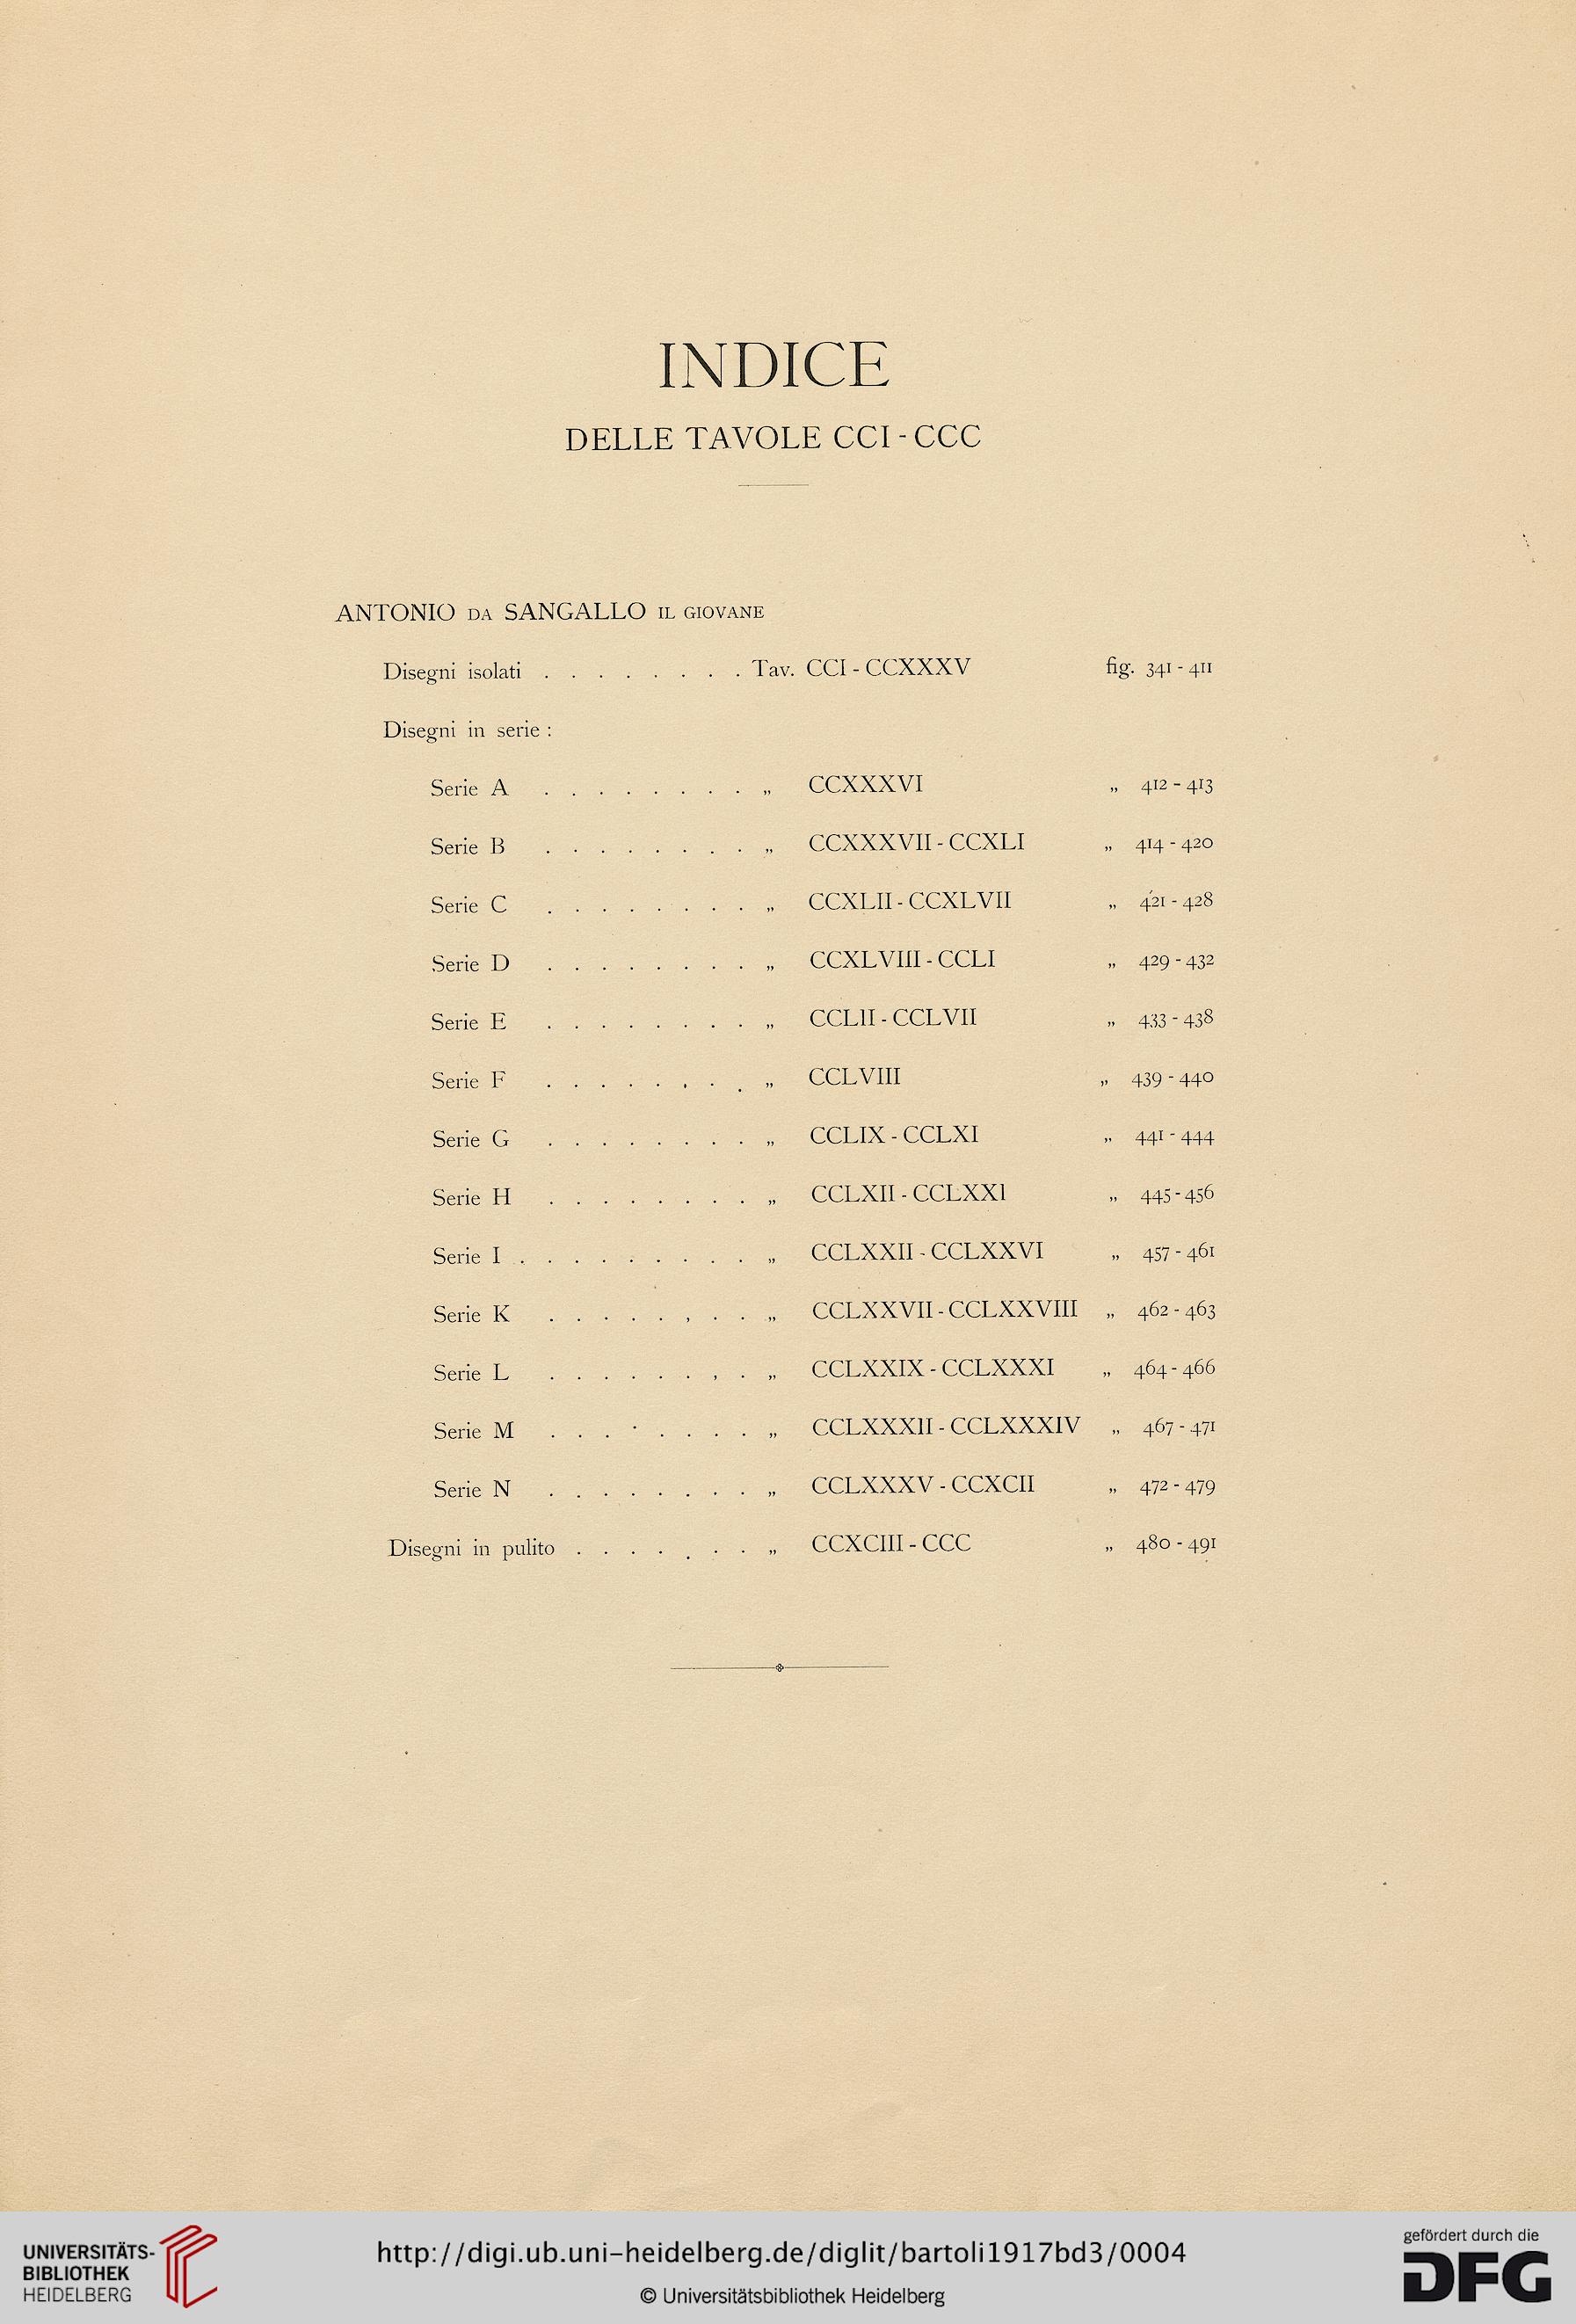 INDICE
DELLE TAVOLE CCI - CCC
ANTONIO DA SANGALLO IL GIOVANE
Disegni isolati . . . . . . . . Tav. CCI - CCXXXV fig. 341 - 411
Disegni in serie :
Serie A . . . . . . . . „ CCXXXVI „ 412 - 413
Serie B . . . . . . . . „ CCXXXVII - CCXLI „ 414 - 420
Serie C . . . . . . . . „ CCXLII - CCXLVII „ 421 - 428
Serie D . . . . . . . . „ CCXLVIII - CCLI „ 429 - 432
Serie E . . . . . . . . „ CCLII - CCLVII „ 433 - 438
Serie F . . . . . . . . „ CCLVIII „ 439 - 440
Serie G . . . . . . . . „ CCLIX - CCLXI „ 441 - 444
Serie H . . . . . . . . „ CCLXII - CCLXXI „ 445 - 456
Serie I . . . . . . . . . „ CCLXXII - CCLXXVI „ 457 - 461
Serie K . . . . . . . . „ CCLXXVII - CCLXXVIII „ 462 - 463
Serie L . . . . . . . . „ CCLXXIX - CCLXXXI „ 464 - 466
Serie M . . . . . . . . „ CCLXXXII - CCLXXXIV „ 467 - 471
Serie N . . . . . . . . „ CCLXXXV - CCXCII „ 472 - 479
Disegni in pulito . . . . . . . „ CCXCIII - CCC „ 480 - 491
UNIVERSITÄTS-
BIBLIOTHEK
HEIDELBERG
http://digi.ub.uni-heidelberg.de/diglit/bartoli1917bd3/0004
© Universitätsbibliothek Heidelberg
gefördert durch die
DFG